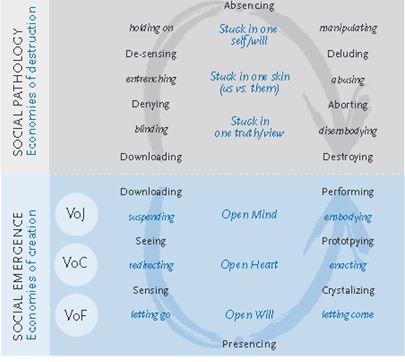 SOCIAL PATHOLOGY
Economies of destruction
Absencing
holding on
Stuck in one
self/will
manipulating
De-sensing
Deluding
entrenching
Stuck in one skin
(us vs. them)
abusing
Denying
Aborting
blinding
Stuck in
one truth/view
disembodying
Downloading
Destroying
SOCIAL EMERGENCE
Economies of creation
Downloading
Performing
VoJ
suspending
Open Mind
embodying
Seeing
Prototpying
VoC
redirecting
Open Heart
enacting
Sensing
Crystalizing
VoF
letting go
Open Will
letting come
Presencing